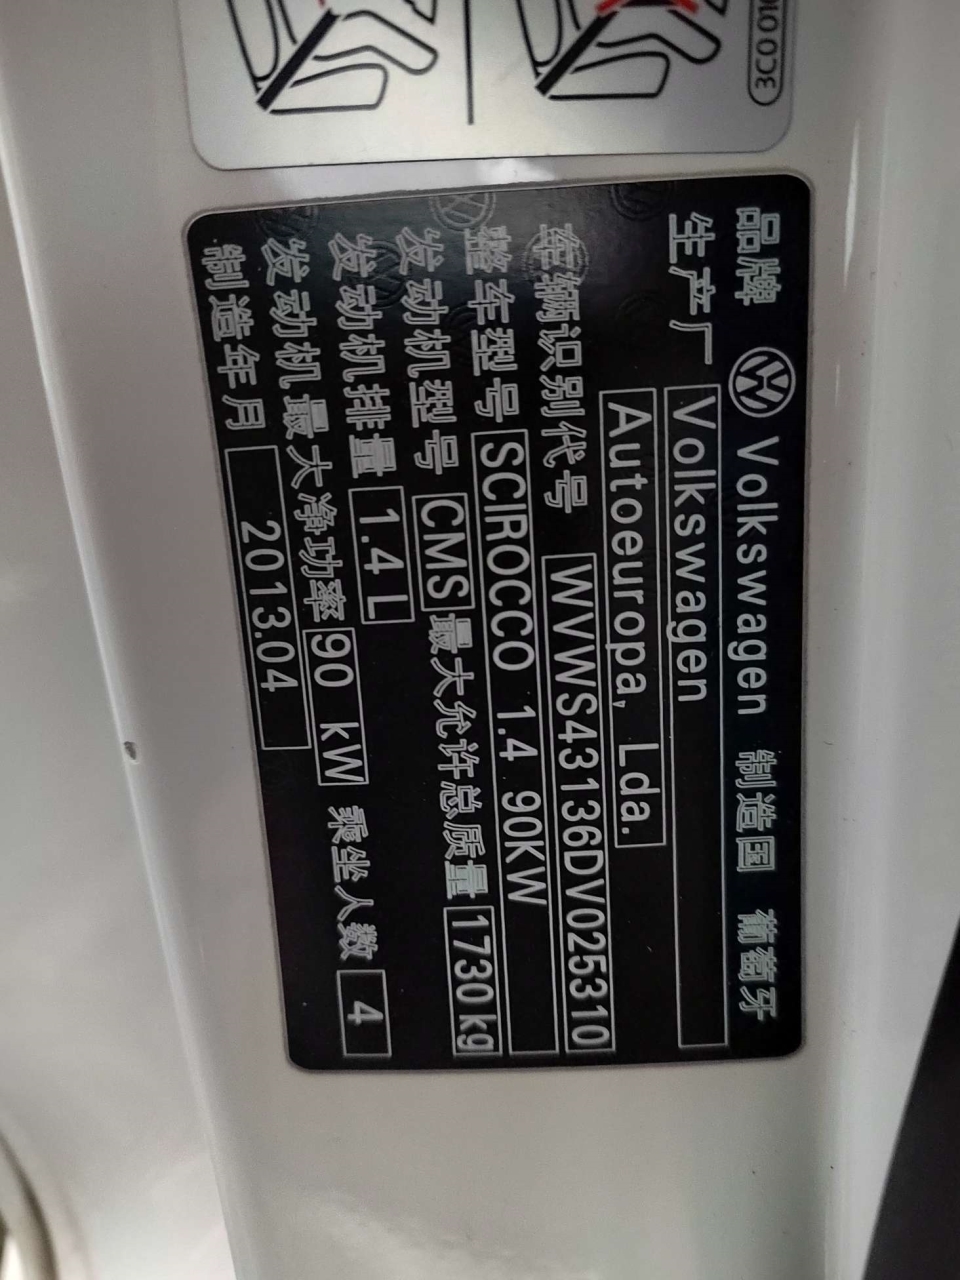 3C0 010
品牌 Volkswagen 制造国 葡萄牙
生产厂 Volkswagen
Autoeuropa, Lda.
车辆识别代号 WVWS43136DV025310
整车型号 SCIROCCO 1.4 90KW
发动机型号 CMS 最大允许总质量 1730kg
发动机排量 1.4L
发动机最大净功率 90 kW 乘坐人数 4
制造年月 2013.04